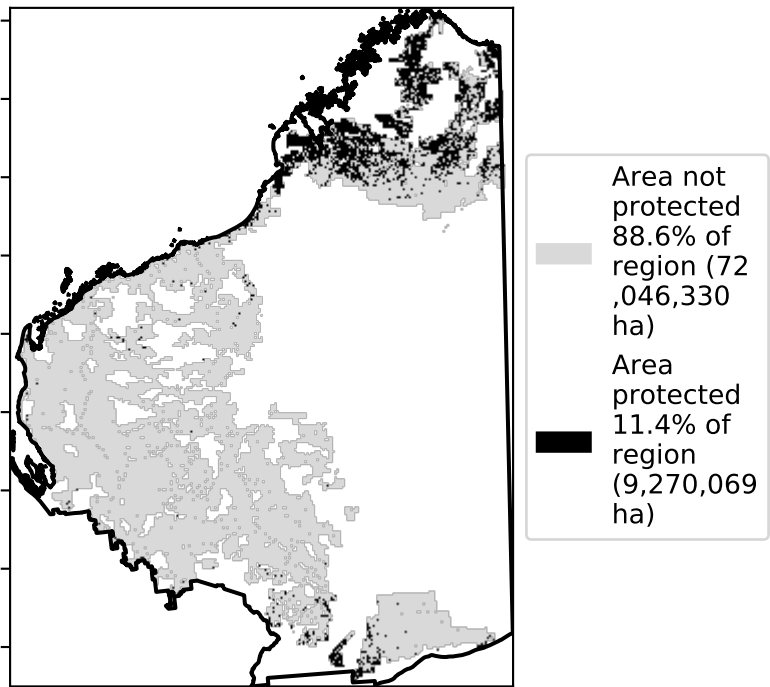 Area not
protected
88.6% of
region (72
,046,330
ha)
Area
protected
11.4% of
region
(9,270,069
ha)